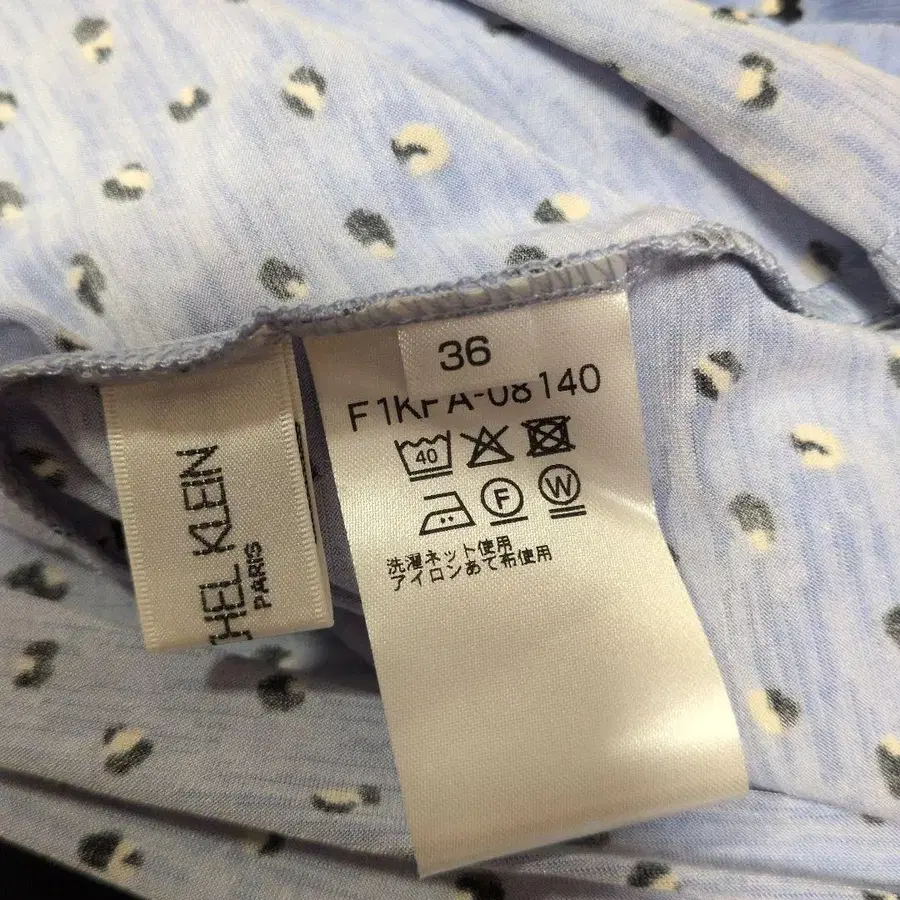 HEL KLEIN
PARIS
36
F1KFA-08140
40
F
W
洗濯ネット使用
アイロンあて布使用